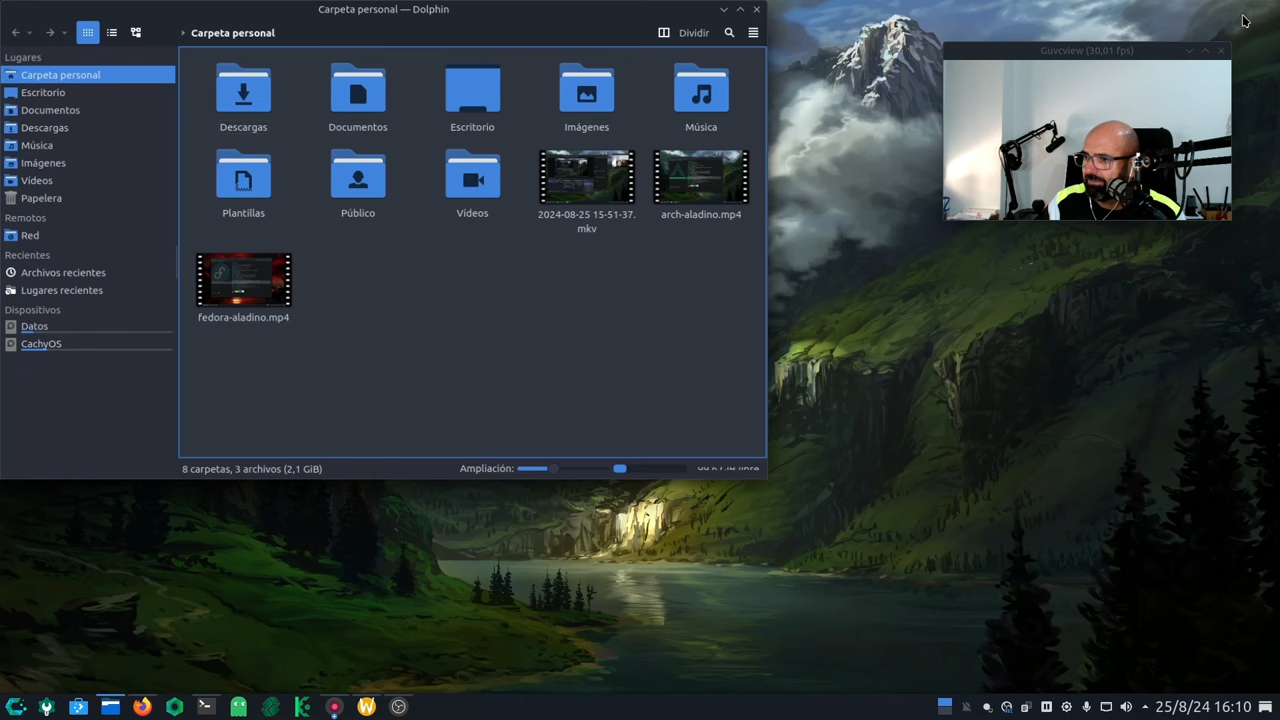 Carpeta personal — Dolphin
Carpeta personal
Dividir
Lugares
Carpeta personal
Escritorio
Documentos
Descargas
Música
Imágenes
Vídeos
Papelera
Remotos
Red
Recientes
Archivos recientes
Lugares recientes
Dispositivos
Datos
CachyOS
Descargas
Documentos
Escritorio
Imágenes
Música
Plantillas
Público
Vídeos
2024-08-25 15-51-37.
mkv
arch-aladino.mp4
fedora-aladino.mp4
8 carpetas, 3 archivos (2,1 GiB)
Ampliación:
Guvcview (30,01 fps)
25/8/24 16:10